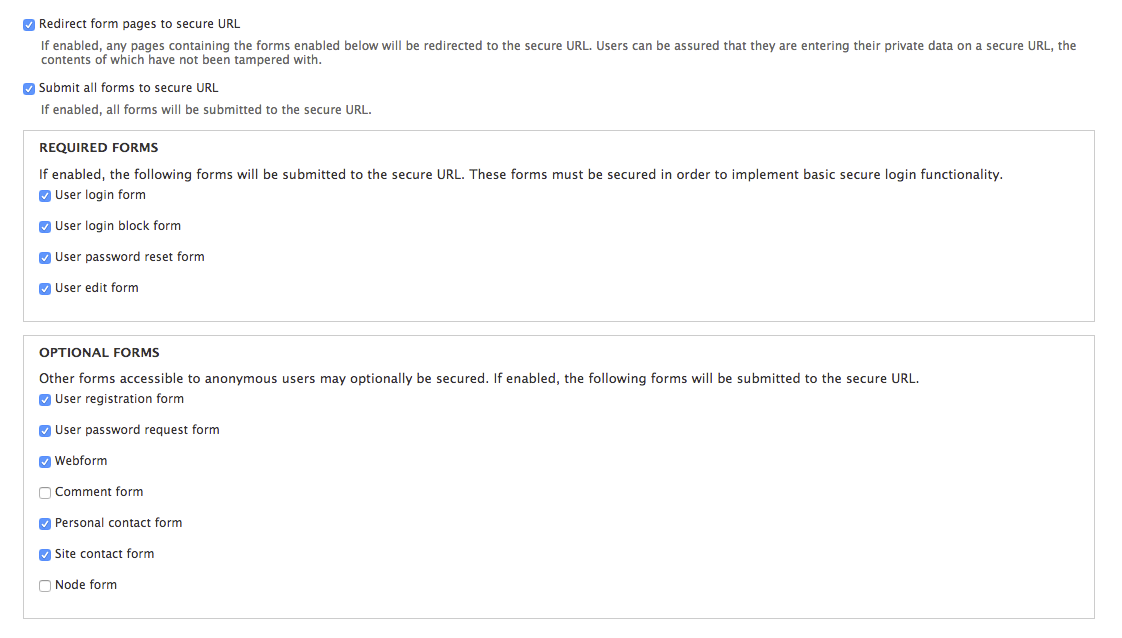 Redirect form pages to secure URL
If enabled, any pages containing the forms enabled below will be redirected to the secure URL. Users can be assured that they are entering their private data on a secure URL, the
contents of which have not been tampered with.
Submit all forms to secure URL
If enabled, all forms will be submitted to the secure URL.
REQUIRED FORMS
If enabled, the following forms will be submitted to the secure URL. These forms must be secured in order to implement basic secure login functionality.
User login form
User login block form
User password reset form
User edit form
OPTIONAL FORMS
Other forms accessible to anonymous users may optionally be secured. If enabled, the following forms will be submitted to the secure URL.
User registration form
User password request form
Webform
Comment form
Personal contact form
Site contact form
Node form